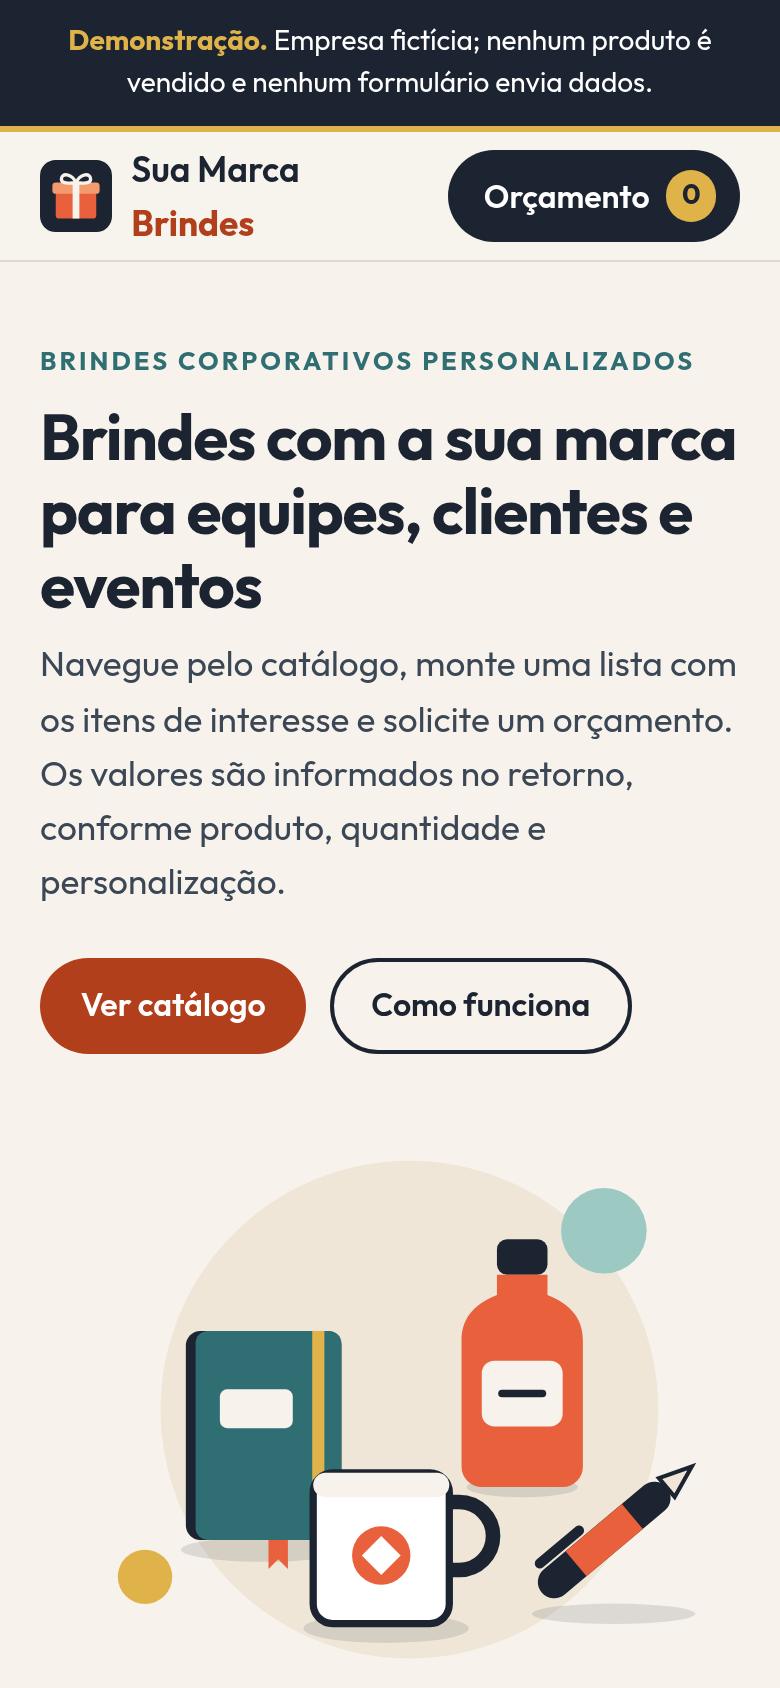 Demonstração. Empresa fictícia; nenhum produto é
vendido e nenhum formulário envia dados.
Sua Marca
Brindes
Orçamento 0
BRINDES CORPORATIVOS PERSONALIZADOS
Brindes com a sua marca
para equipes, clientes e
eventos
Navegue pelo catálogo, monte uma lista com
os itens de interesse e solicite um orçamento.
Os valores são informados no retorno,
conforme produto, quantidade e
personalização.
Ver catálogo
Como funciona